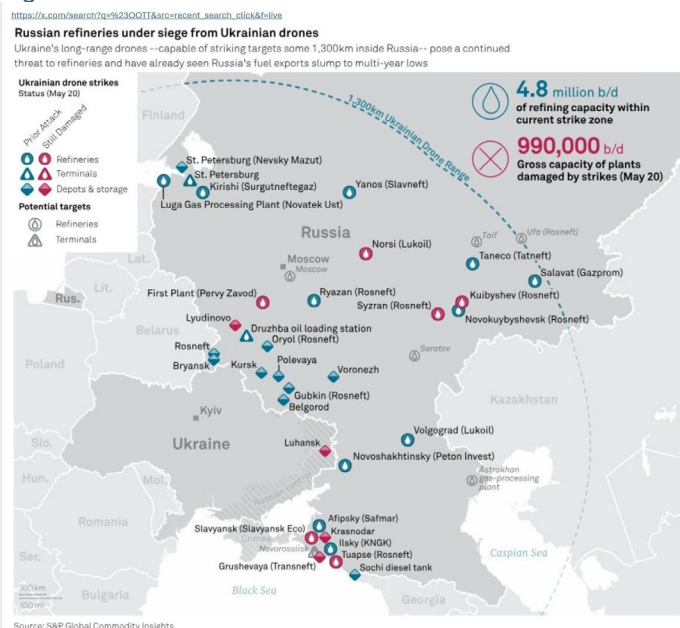 https://x.com/search?q=%23OOTT&src=recent_search_click&f=live
Russian refineries under siege from Ukrainian drones
Ukraine's long-range drones --capable of striking targets some 1,300km inside Russia-- pose a continued
threat to refineries and have already seen Russia's fuel exports slump to multi-year lows
Ukrainian drone strikes
Status (May 20)
Prior Attack
Still Damaged
Refineries
Terminals
Depots & storage
Potential targets
Refineries
Terminals
4.8 million b/d
of refining capacity within
current strike zone
990,000 b/d
Gross capacity of plants
damaged by strikes (May 20)
1,300km Ukrainian Drone Range
Finland
St. Petersburg (Nevsky Mazut)
St. Petersburg
Kirishi (Surgutneftegaz)
Luga Gas Processing Plant (Novatek Ust)
Yanos (Slavneft)
Russia
Norsi (Lukoil)
Taif
Ufa (Rosneft)
Taneco (Tatneft)
Salavat (Gazprom)
Moscow
Moscow
Lat.
Lit.
Rus.
First Plant (Pervy Zavod)
Ryazan (Rosneft)
Syzran (Rosneft)
Kuibyshev (Rosneft)
Novokuybyshevsk (Rosneft)
Lyudinovo
Druzhba oil loading station
Oryol (Rosneft)
Belarus
Rosneft
Bryansk
Kursk
Polevaya
Voronezh
Saratov
Poland
Gubkin (Rosneft)
Belgorod
Kazakhstan
Kyiv
Ukraine
Slo.
Luhansk
Volgograd (Lukoil)
Novoshakhtinsky (Peton Invest)
Hun.
Mol.
Russian control
Astrakhan
gas-processing
plant
Romania
Afipsky (Safmar)
Slavyansk (Slavyansk Eco)
Krasnodar
Crimea
Ilsky (KNGK)
Novorossiisk
Tuapse (Rosneft)
Grushevaya (Transneft)
Sochi diesel tank
Ser.
Caspian Sea
100 km
100 mi
Bulgaria
Black Sea
Georgia
Source: S&P Global Commodity Insights